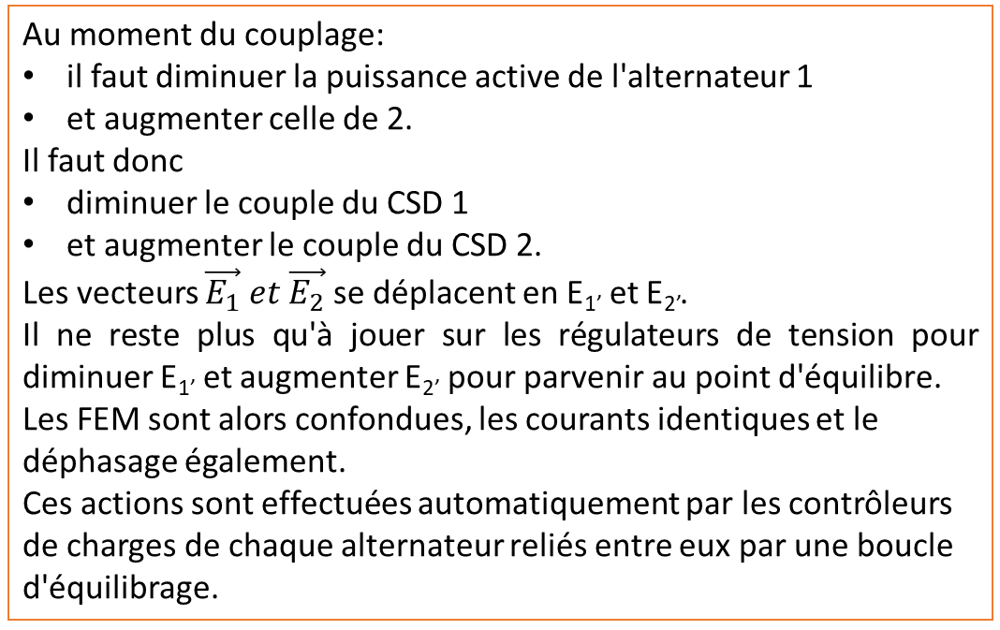 Au moment du couplage:
• il faut diminuer la puissance active de l'alternateur 1
• et augmenter celle de 2.
Il faut donc
• diminuer le couple du CSD 1
• et augmenter le couple du CSD 2.
Les vecteurs $\overrightarrow{E_1}$ et $\overrightarrow{E_2}$ se déplacent en E₁′ et E₂′.
Il ne reste plus qu'à jouer sur les régulateurs de tension pour
diminuer E₁′ et augmenter E₂′ pour parvenir au point d'équilibre.
Les FEM sont alors confondues, les courants identiques et le
déphasage également.
Ces actions sont effectuées automatiquement par les contrôleurs
de charges de chaque alternateur reliés entre eux par une boucle
d'équilibrage.